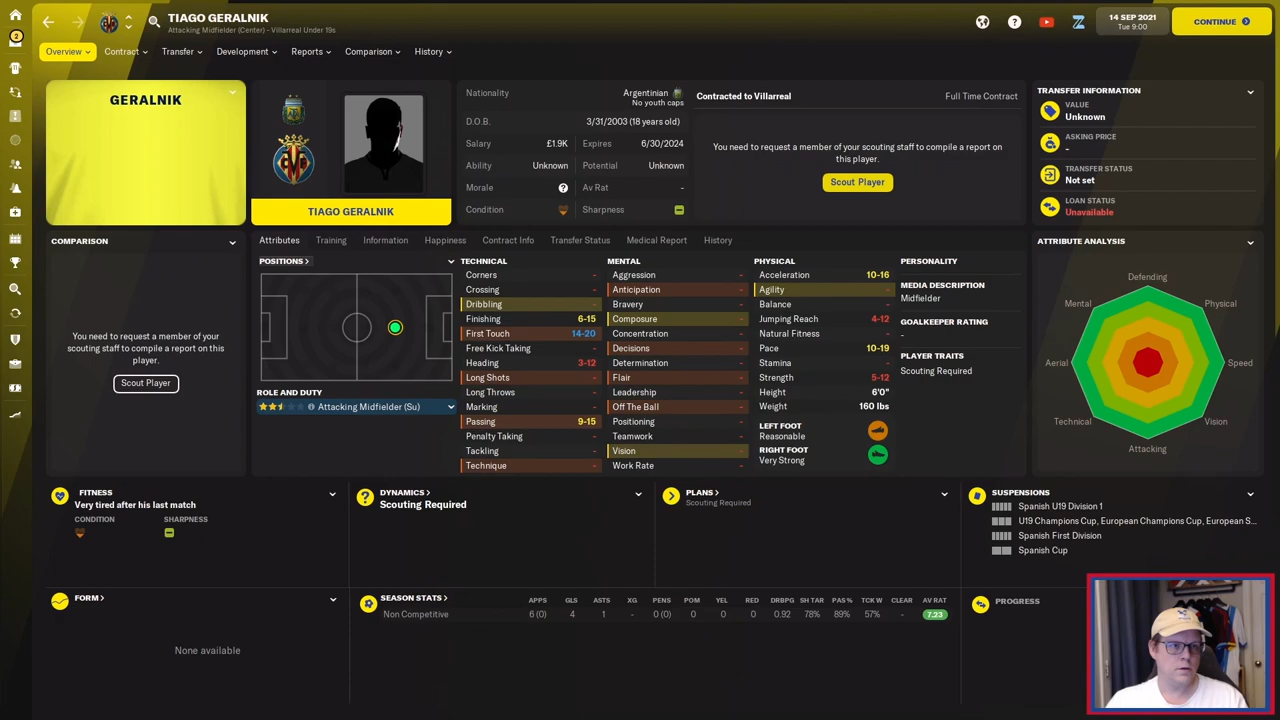 TIAGO GERALNIK
Attacking Midfielder (Center) - Villarreal Under 19s
14 SEP 2021
Tue 9:00
CONTINUE
2
Overview
Contract
Transfer
Development
Reports
Comparison
History
GERALNIK
TIAGO GERALNIK
Nationality Argentinian
No youth caps
D.O.B. 3/31/2003 (18 years old)
Salary £1.9K Expires 6/30/2024
Ability Unknown Potential Unknown
Morale ? Av Rat -
Condition Sharpness
Contracted to Villarreal Full Time Contract
You need to request a member of your scouting staff to compile a report on
this player.
Scout Player
TRANSFER INFORMATION
VALUE
Unknown
ASKING PRICE
-
TRANSFER STATUS
Not set
LOAN STATUS
Unavailable
COMPARISON
You need to request a member of your
scouting staff to compile a report on this
player.
Scout Player
Attributes Training Information Happiness Contract Info Transfer Status Medical Report History
POSITIONS >
ROLE AND DUTY
Attacking Midfielder (Su)
TECHNICAL
Corners -
Crossing -
Dribbling -
Finishing 6-15
First Touch 14-20
Free Kick Taking -
Heading 3-12
Long Shots -
Long Throws -
Marking -
Passing 9-15
Penalty Taking -
Tackling -
Technique -
MENTAL
Aggression -
Anticipation -
Bravery -
Composure -
Concentration -
Decisions -
Determination -
Flair -
Leadership -
Off The Ball -
Positioning -
Teamwork -
Vision -
Work Rate -
PHYSICAL
Acceleration 10-16
Agility -
Balance -
Jumping Reach 4-12
Natural Fitness -
Pace 10-19
Stamina -
Strength 5-12
Height 6'0"
Weight 160 lbs
LEFT FOOT
Reasonable
RIGHT FOOT
Very Strong
PERSONALITY
MEDIA DESCRIPTION
Midfielder
GOALKEEPER RATING
-
PLAYER TRAITS
Scouting Required
ATTRIBUTE ANALYSIS
Defending
Physical
Speed
Vision
Attacking
Technical
Aerial
Mental
FITNESS
Very tired after his last match
CONDITION SHARPNESS
DYNAMICS >
Scouting Required
PLANS >
Scouting Required
SUSPENSIONS
Spanish U19 Division 1
U19 Champions Cup, European Champions Cup, European S...
Spanish First Division
Spanish Cup
FORM >
None available
SEASON STATS > APPS GLS ASTS XG PENS POM YEL RED DRBPG SH TAR PAS % TCK W CLEAR AV RAT
Non Competitive 6 (0) 4 1 - 0 (0) 0 0 0 0.92 78% 89% 57% - 7.23
PROGRESS